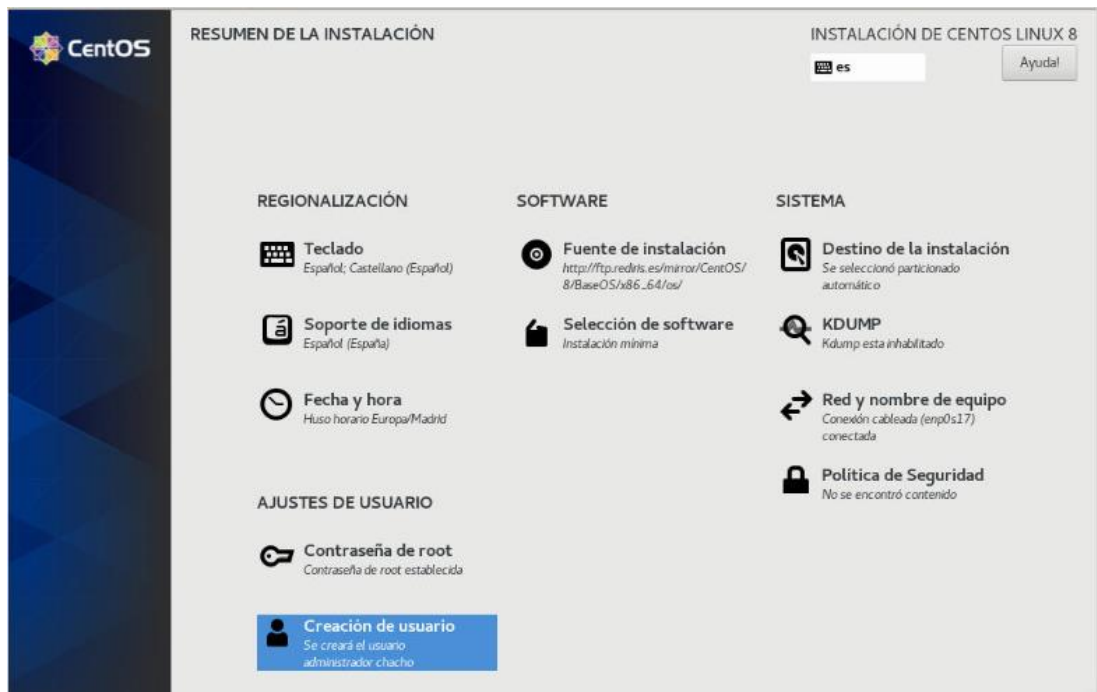 CentOS
RESUMEN DE LA INSTALACIÓN
INSTALACIÓN DE CENTOS LINUX 8
es
Ayuda!
REGIONALIZACIÓN
Teclado
Español; Castellano (Español)
Soporte de idiomas
Español (España)
Fecha y hora
Huso horario Europa/Madrid
SOFTWARE
Fuente de instalación
http://ftp.rediris.es/mirror/CentOS/
8/BaseOS/x86_64/os/
Selección de software
Instalación mínima
SISTEMA
Destino de la instalación
Se seleccionó particionado
automático
KDUMP
Kdump esta inhabilitado
Red y nombre de equipo
Conexión cableada (enp0s17)
conectada
Política de Seguridad
No se encontró contenido
AJUSTES DE USUARIO
Contraseña de root
Contraseña de root establecida
Creación de usuario
Se creará el usuario
administrador chacho